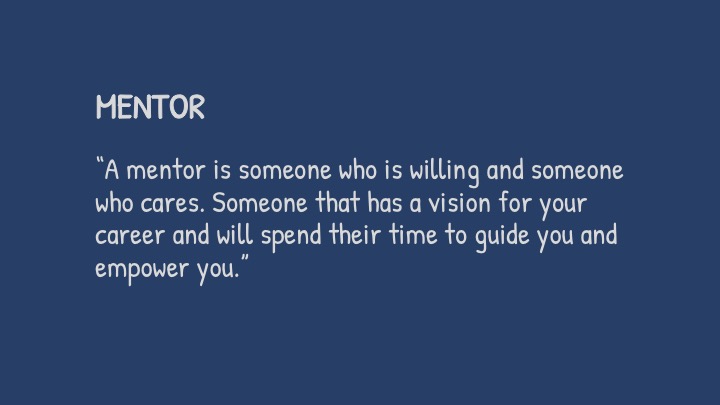 MENTOR
“A mentor is someone who is willing and someone
who cares. Someone that has a vision for your
career and will spend their time to guide you and
empower you.”